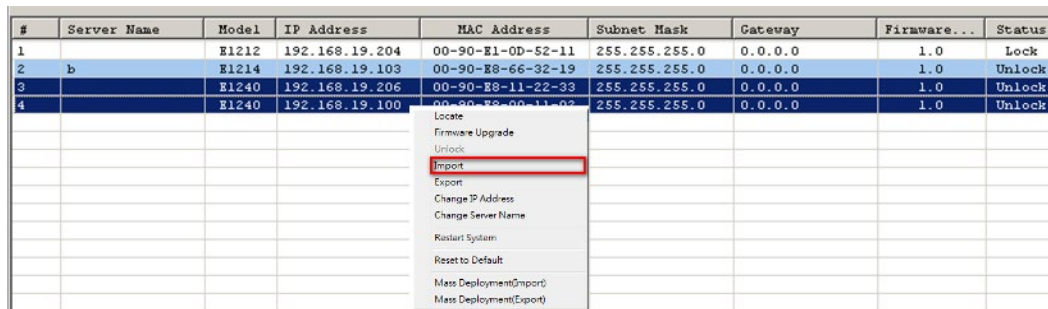 # Server Name Model IP Address MAC Address Subnet Mask Gateway Firmware... Status
1 E1212 192.168.19.204 00-90-E1-0D-52-11 255.255.255.0 0.0.0.0 1.0 Lock
2 b E1214 192.168.19.103 00-90-E8-66-32-19 255.255.255.0 0.0.0.0 1.0 Unlock
3 E1240 192.168.19.206 00-90-E8-11-22-33 255.255.255.0 0.0.0.0 1.0 Unlock
4 E1240 192.168.19.100 255.255.255.0 0.0.0.0 1.0 Unlock
Locate
Firmware Upgrade
Unlock
Import
Export
Change IP Address
Change Server Name
Restart System
Reset to Default
Mass Deployment(Import)
Mass Deployment(Export)